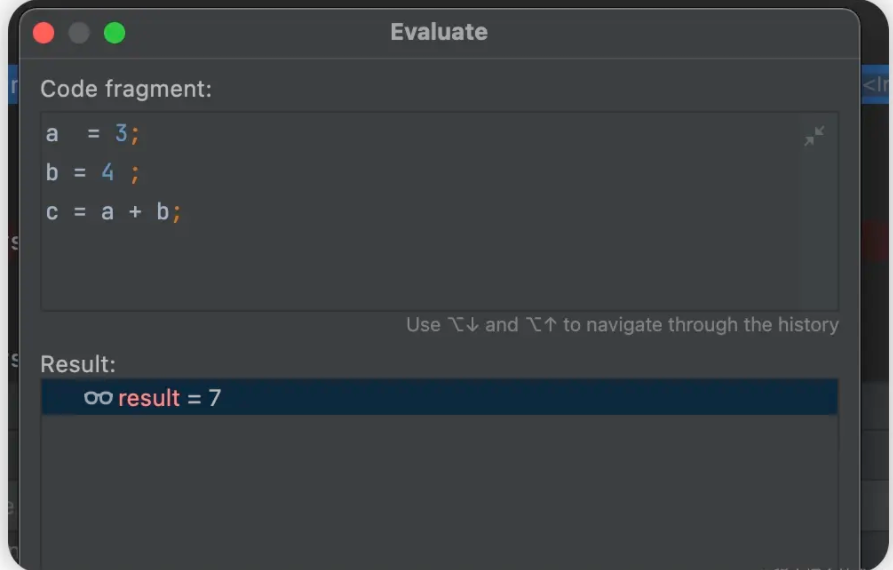 Evaluate
Code fragment:
a  = 3;
b = 4 ;
c = a + b;
Use ⌥↓ and ⌥↑ to navigate through the history
Result:
result = 7